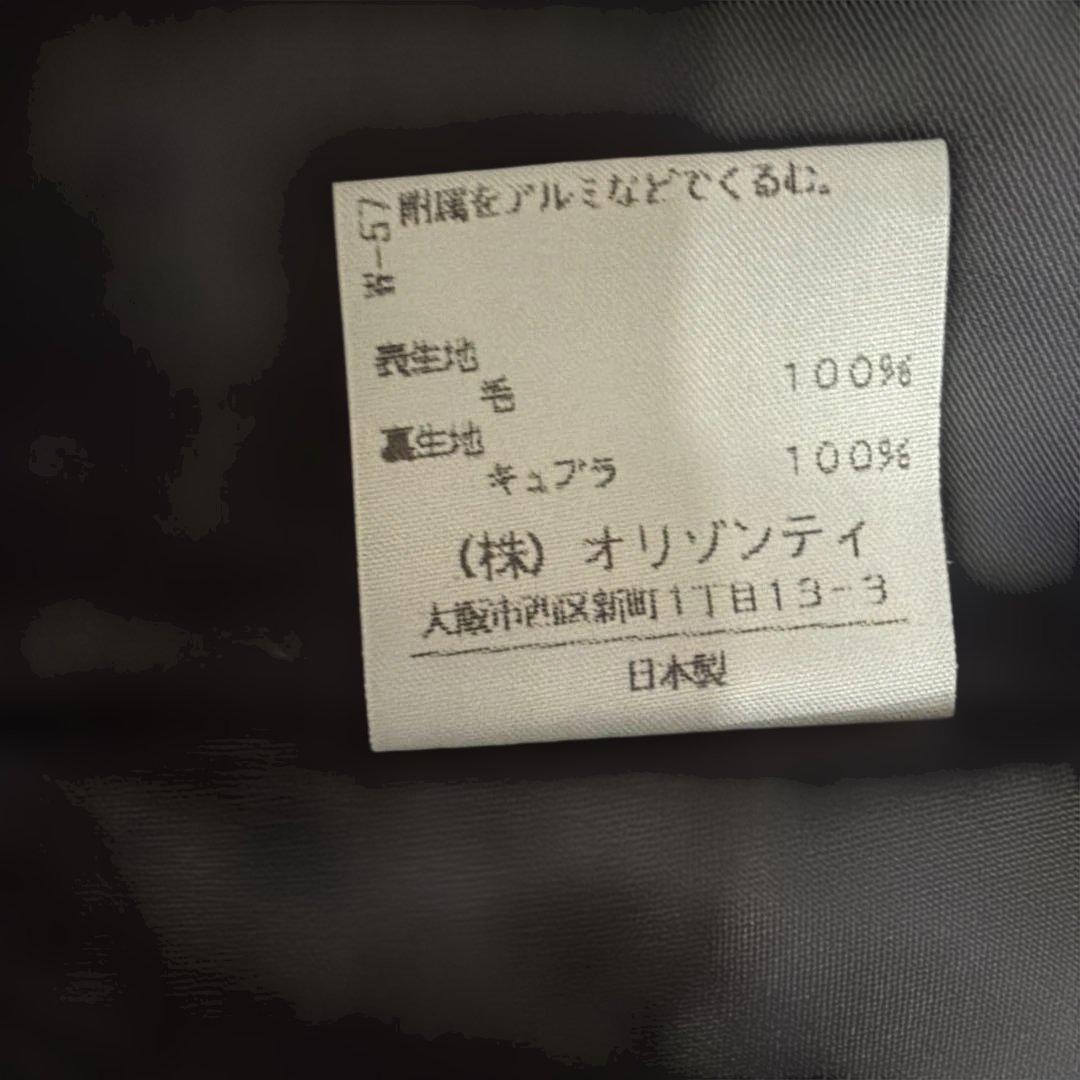 附属をアルミなどでくるむ。
表生地
毛 100%
裏生地
キュプラ 100%
(株) オリゾンティ
大阪市西区新町1丁目13-3
日本製